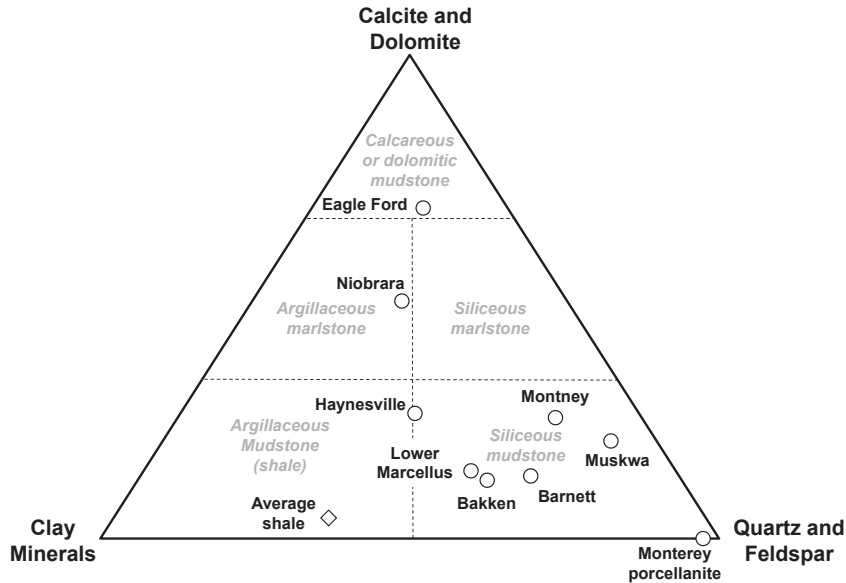 Calcite and
Dolomite
Calcareous
or dolomitic
mudstone
Eagle Ford
Niobrara
Argillaceous
marlstone
Siliceous
marlstone
Haynesville
Montney
Argillaceous
Mudstone
(shale)
Siliceous
mudstone
Lower
Marcellus
Muskwa
Bakken
Barnett
Average
shale
Clay
Minerals
Quartz and
Feldspar
Monterey
porcellanite